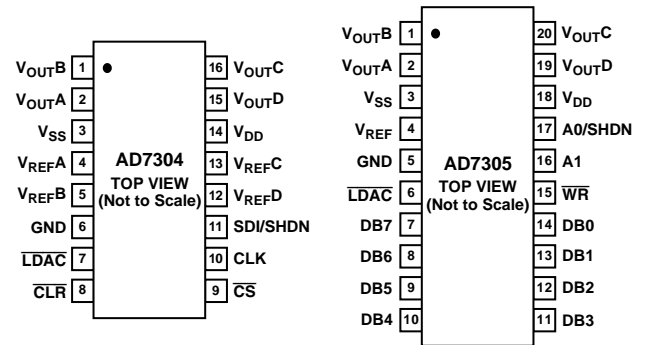 VOUTB 1 16 VOUTC
VOUTA 2 15 VOUTD
VSS 3 14 VDD
VREFA 4 13 VREFC
VREFB 5 12 VREFD
GND 6 11 SDI/SHDN
LDAC 7 10 CLK
CLR 8 9 CS
AD7304
TOP VIEW
(Not to Scale)
VOUTB 1 20 VOUTC
VOUTA 2 19 VOUTD
VSS 3 18 VDD
VREF 4 17 A0/SHDN
GND 5 16 A1
LDAC 6 15 WR
DB7 7 14 DB0
DB6 8 13 DB1
DB5 9 12 DB2
DB4 10 11 DB3
AD7305
TOP VIEW
(Not to Scale)